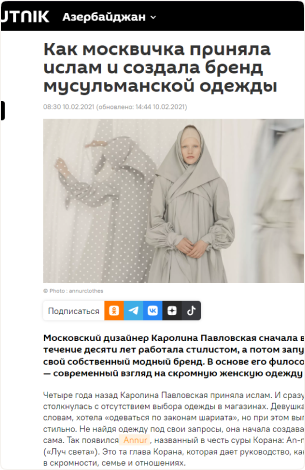 UTNIK Азербайджан
Как москвичка приняла
ислам и создала бренд
мусульманской одежды
08:30 10.02.2021 (обновлено: 14:44 10.02.2021)
© Photo : annurclothes
Подписаться
Московский дизайнер Каролина Павловская сначала в
течение десяти лет работала стилистом, а потом запу
свой собственный модный бренд. В основе его филосо
— современный взгляд на скромную женскую одежду
Четыре года назад Каролина Павловская приняла ислам. И сразу
столкнулась с отсутствием выбора одежды в магазинах. Девушка
словам, хотела «одеваться по законам шариата», но при этом выг
стильно. Не найдя одежду под свои запросы, она начала создава
сама. Так появился Annur, названный в честь суры Корана: Ан-п
(«Луч света»). Это та глава Корана, которая дает руководство, ка
в скромности, семье и отношениях.